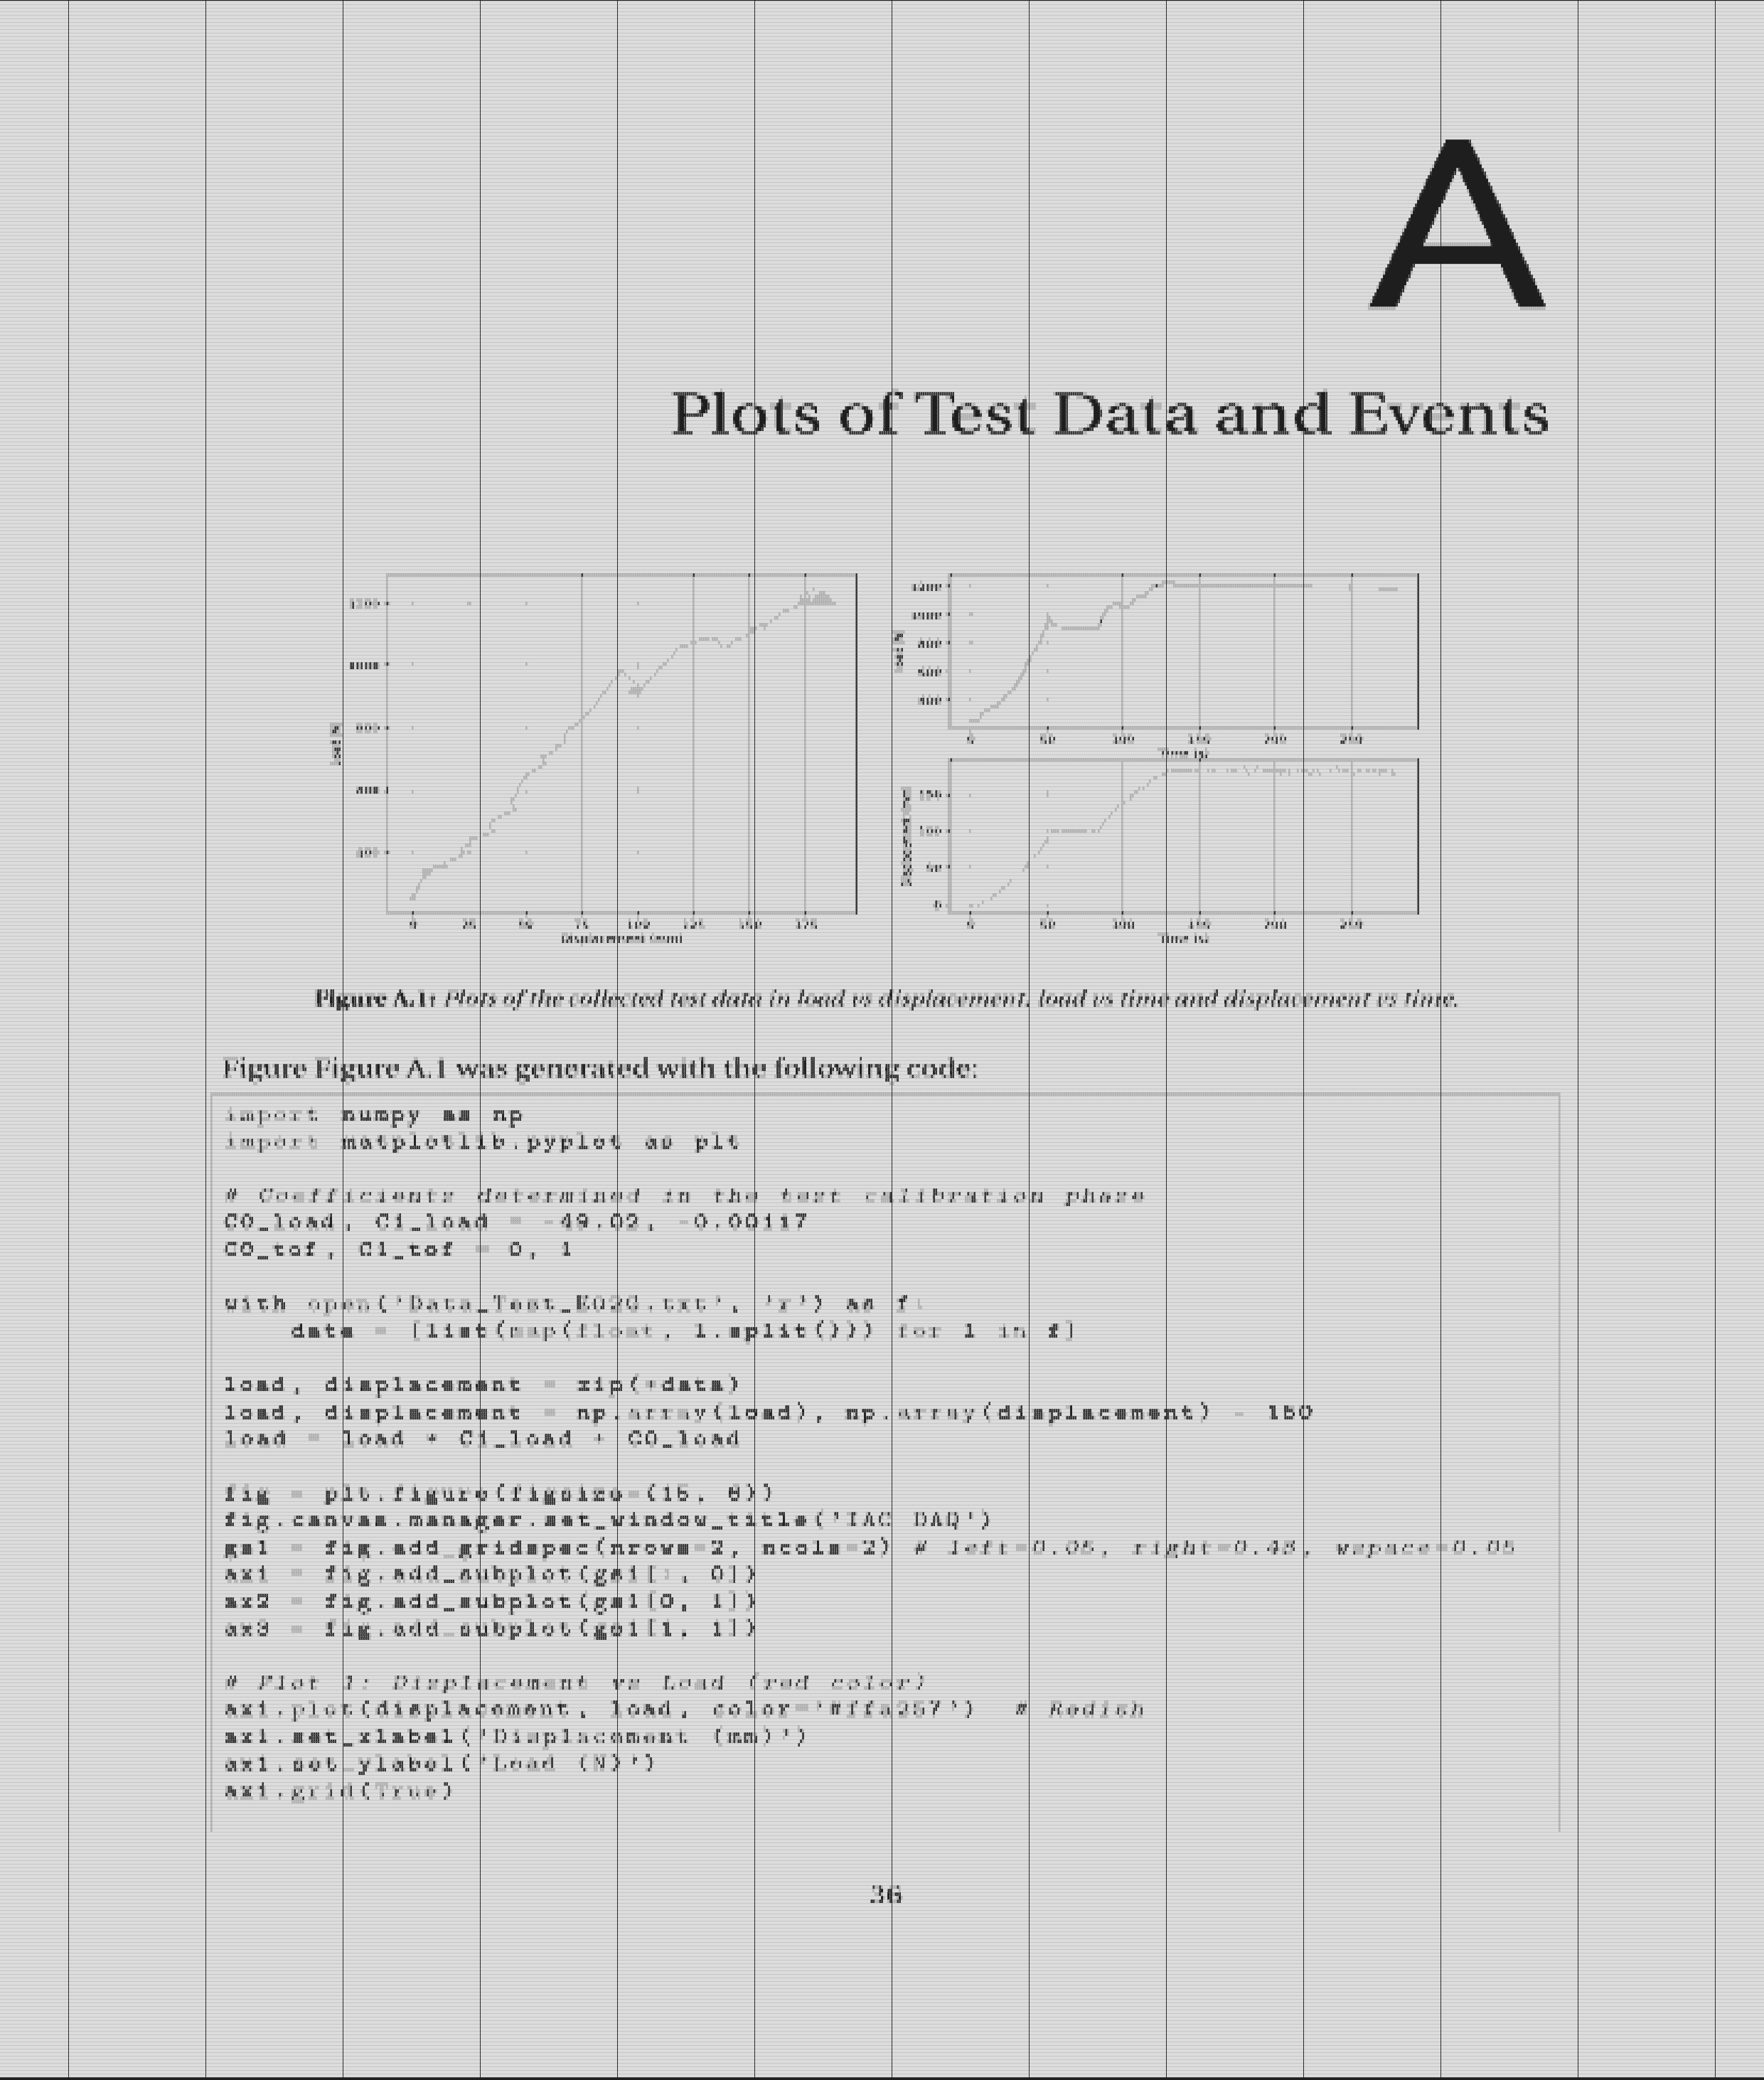 A
Plots of Test Data and Events
1200
1000
800
600
400
0 25 50 75 100 125 150 175
Displacement (mm)
1000
800
600
400
0 50 100 150 200 250
Time (s)
150
100
50
0
0 50 100 150 200 250
Time (s)
Figure A.1: Plots of the collected test data in load vs displacement, load vs time and displacement vs time.
Figure Figure A.1 was generated with the following code:
import numpy as np
import matplotlib.pyplot as plt
# Coefficients determined in the test calibration phase
C0_load, C1_load = -49.02, -0.00117
C0_tof, C1_tof = 0, 1
with open('Data_Test_E02G.txt', 'r') as f:
data = [list(map(float, l.split())) for l in f]
load, displacement = zip(*data)
load, displacement = np.array(load), np.array(displacement) - 150
load = load * C1_load + C0_load
fig = plt.figure(figsize=(15, 8))
fig.canvas.manager.set_window_title('IAC DAQ')
gs1 = fig.add_gridspec(nrows=2, ncols=2) # left=0.05, right=0.48, wspace=0.05
ax1 = fig.add_subplot(gs1[:, 0])
ax2 = fig.add_subplot(gs1[0, 1])
ax3 = fig.add_subplot(gs1[1, 1])
# Plot 1: Displacement vs Load (red color)
ax1.plot(displacement, load, color='#ffa257') # Redish
ax1.set_xlabel('Displacement (mm)')
ax1.set_ylabel('Load (N)')
ax1.grid(True)
36